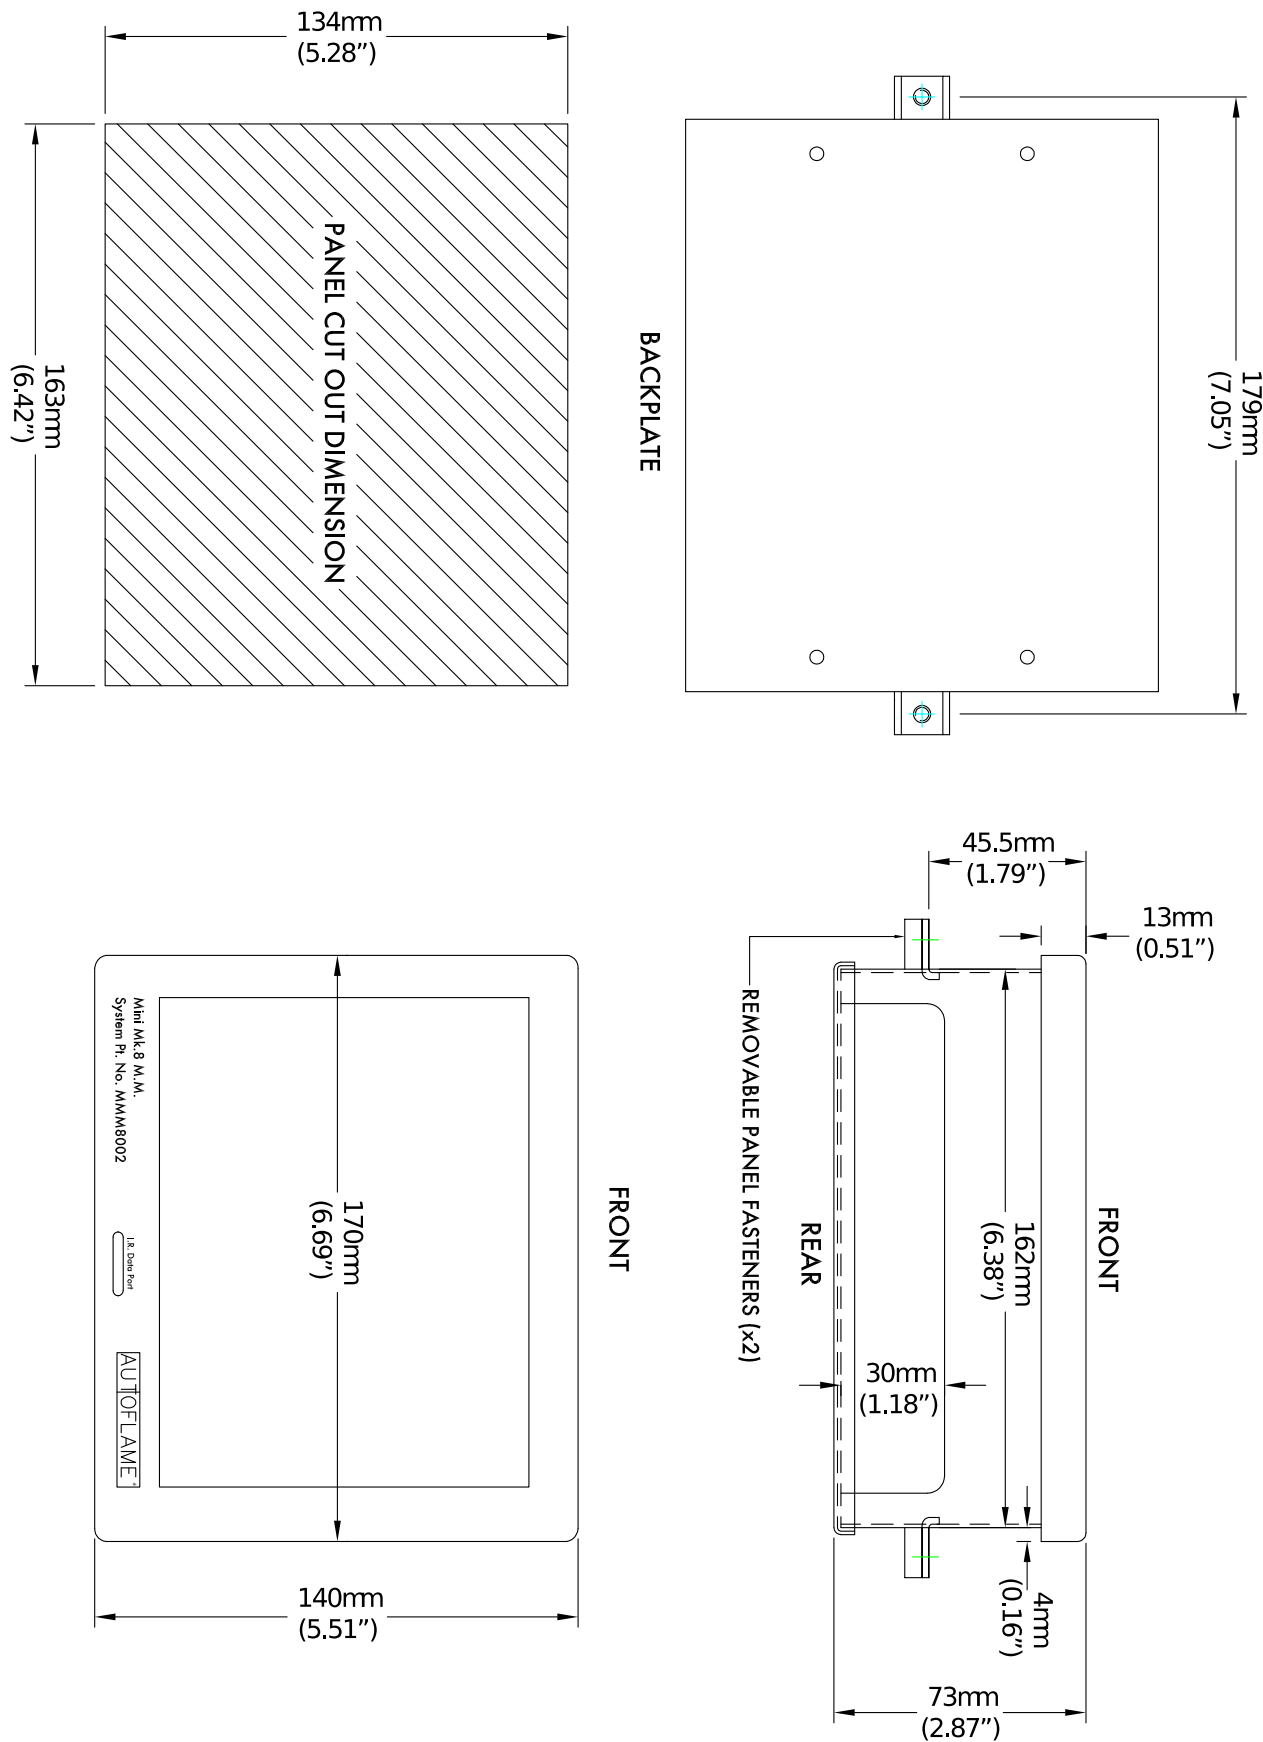 134mm
(5.28”)
PANEL CUT OUT DIMENSION
163mm
(6.42”)
BACKPLATE
179mm
(7.05”)
45.5mm
(1.79”)
13mm
(0.51”)
REMOVABLE PANEL FASTENERS (x2)
REAR
162mm
(6.38”)
FRONT
30mm
(1.18”)
4mm
(0.16”)
73mm
(2.87”)
FRONT
170mm
(6.69”)
Mini Mk.8 M.M.
System Pt. No. MMM8002
I.R. Data Port
AUTOFLAME
140mm
(5.51”)